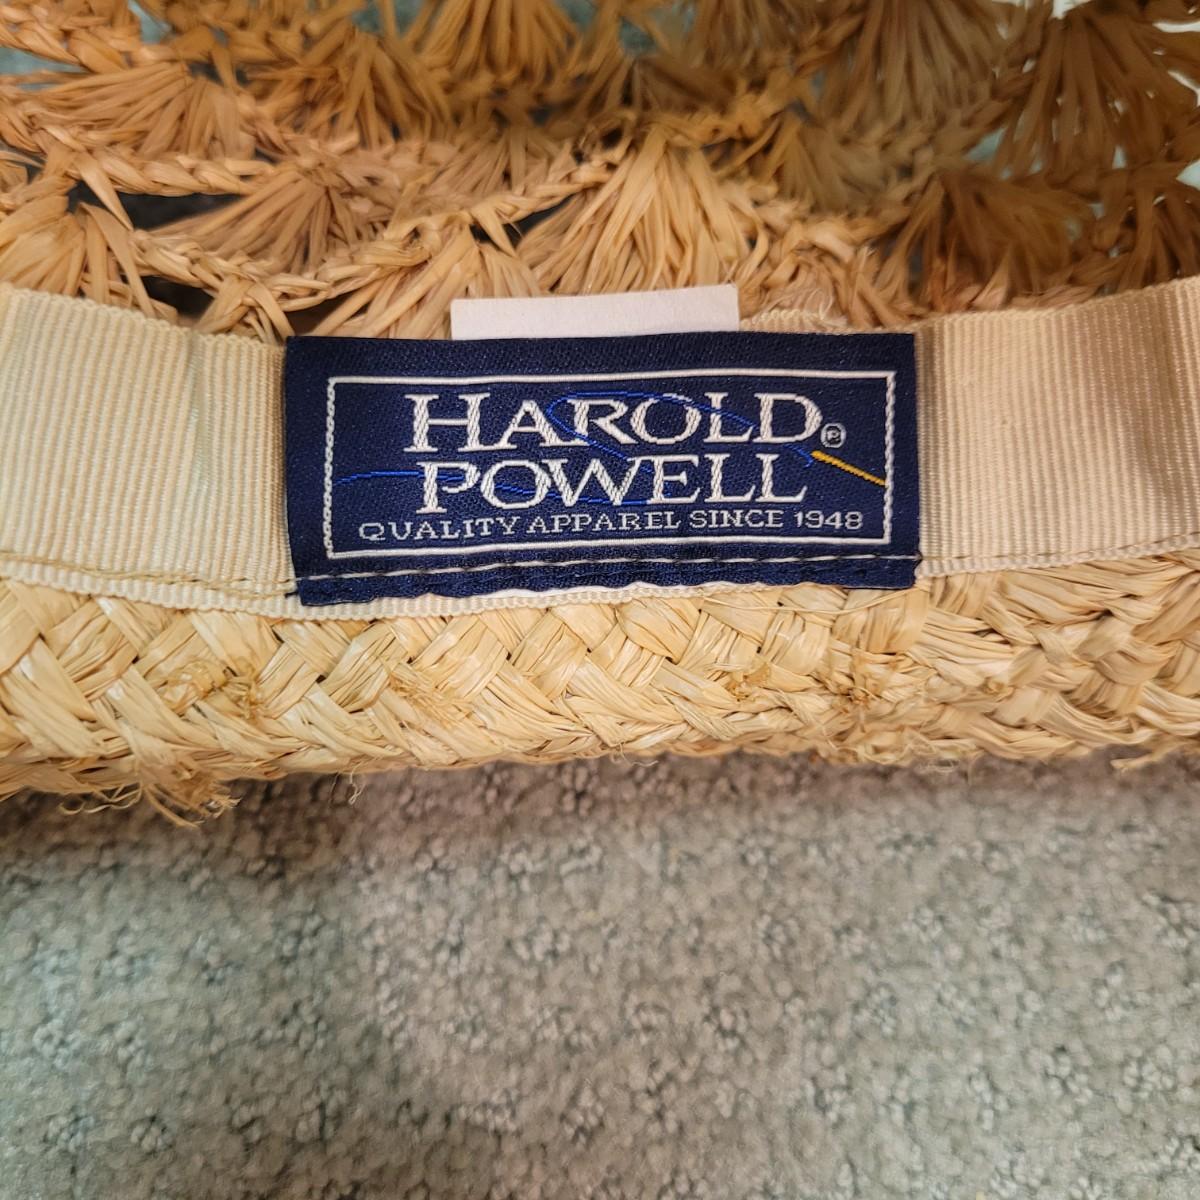 HAROLD®
POWELL
QUALITY APPAREL SINCE 1948